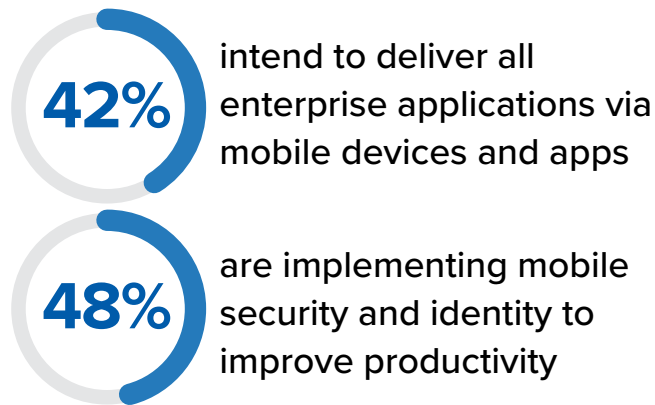 42%
intend to deliver all
enterprise applications via
mobile devices and apps
48%
are implementing mobile
security and identity to
improve productivity